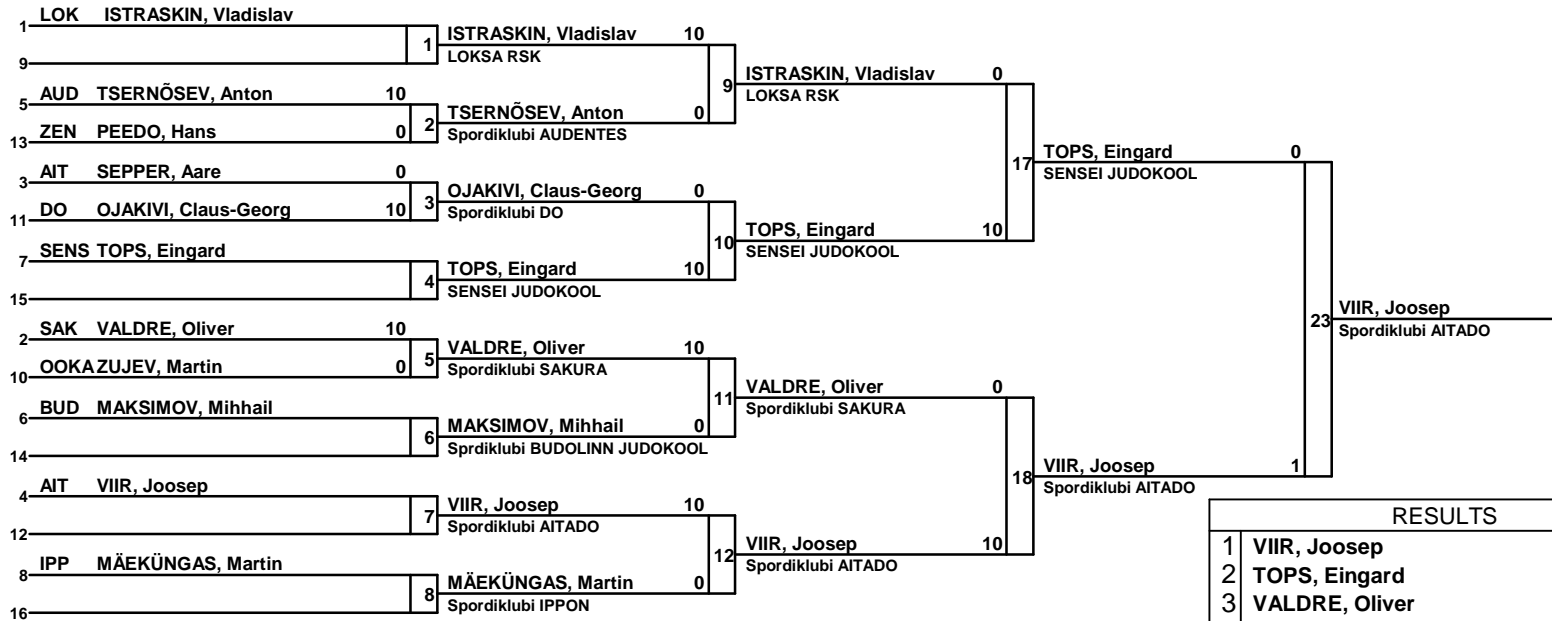 LOK ISTRASKIN, Vladislav
1
ISTRASKIN, Vladislav 10
1
LOKSA RSK
9
ISTRASKIN, Vladislav 0
9
LOKSA RSK
AUD TSERNÕSEV, Anton 10
5
TSERNÕSEV, Anton 0
2
Spordiklubi AUDENTES
ZEN PEEDO, Hans 0
13
TOPS, Eingard 0
17
SENSEI JUDOKOOL
AIT SEPPER, Aare 0
3
OJAKIVI, Claus-Georg 0
3
Spordiklubi DO
DO OJAKIVI, Claus-Georg 10
11
TOPS, Eingard 10
10
SENSEI JUDOKOOL
SENS TOPS, Eingard
7
TOPS, Eingard 10
4
SENSEI JUDOKOOL
15
VIIR, Joosep
23
Spordiklubi AITADO
SAK VALDRE, Oliver 10
2
VALDRE, Oliver 10
5
Spordiklubi SAKURA
OOKA ZUJEV, Martin 0
10
VALDRE, Oliver 0
11
Spordiklubi SAKURA
BUD MAKSIMOV, Mihhail
6
MAKSIMOV, Mihhail 0
6
Sprdiklubi BUDOLINN JUDOKOOL
14
VIIR, Joosep 1
18
Spordiklubi AITADO
AIT VIIR, Joosep
4
VIIR, Joosep 10
7
Spordiklubi AITADO
12
VIIR, Joosep 10
12
Spordiklubi AITADO
IPP MÄEKÜNGAS, Martin
8
MÄEKÜNGAS, Martin 0
8
Spordiklubi IPPON
16
RESULTS
1 VIIR, Joosep
2 TOPS, Eingard
3 VALDRE, Oliver